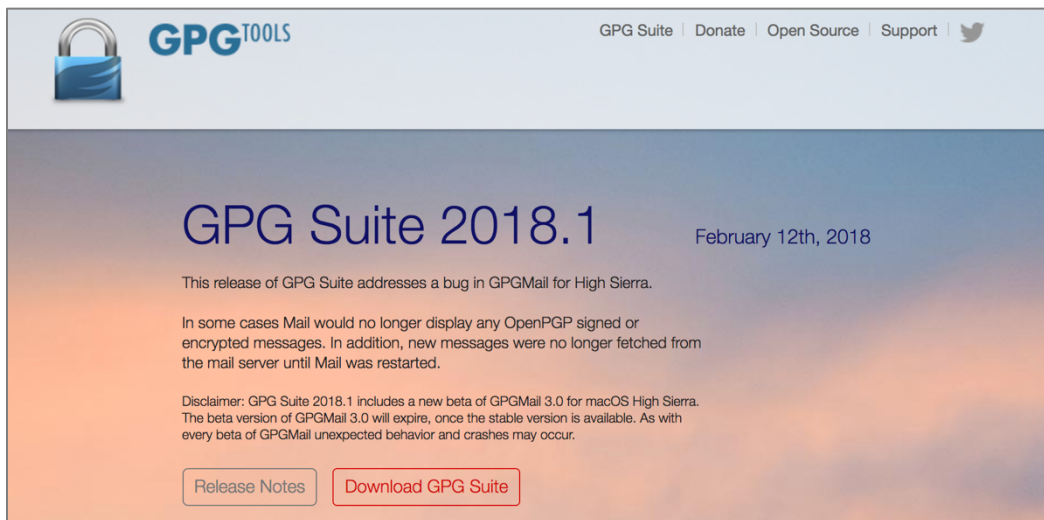 GPGTOOLS
GPG Suite Donate Open Source Support
GPG Suite 2018.1
February 12th, 2018
This release of GPG Suite addresses a bug in GPGMail for High Sierra.
In some cases Mail would no longer display any OpenPGP signed or
encrypted messages. In addition, new messages were no longer fetched from
the mail server until Mail was restarted.
Disclaimer: GPG Suite 2018.1 includes a new beta of GPGMail 3.0 for macOS High Sierra.
The beta version of GPGMail 3.0 will expire, once the stable version is available. As with
every beta of GPGMail unexpected behavior and crashes may occur.
Release Notes
Download GPG Suite